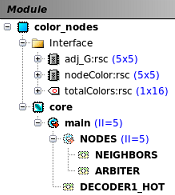 Module
color_nodes
Interface
adj_G:rsc (5x5)
nodeColor:rsc (5x5)
totalColors:rsc (1x16)
core
main (II=5)
NODES (II=5)
NEIGHBORS
ARBITER
DECODER1_HOT